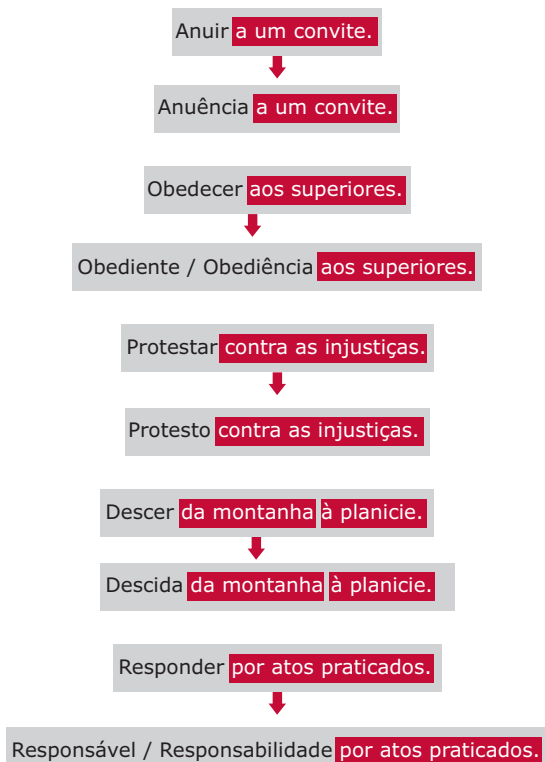 Anuir a um convite.
Anuência a um convite.
Obedecer aos superiores.
Obediente / Obediência aos superiores.
Protestar contra as injustiças.
Protesto contra as injustiças.
Descer da montanha à planicie.
Descida da montanha à planicie.
Responder por atos praticados.
Responsável / Responsabilidade por atos praticados.